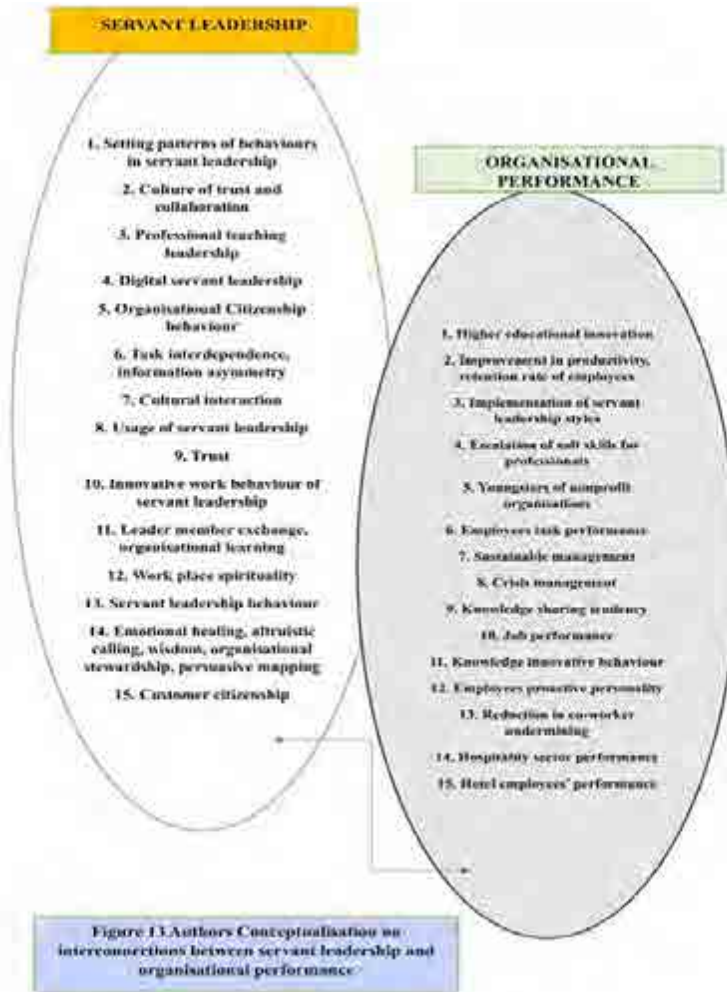 SERVANT LEADERSHIP
1. Setting patterns of behaviours
in servant leadership
2. Culture of trust and
collaboration
3. Professional teaching
leadership
4. Digital servant leadership
5. Organisational Citizenship
behaviour
6. Task interdependence,
information asymmetry
7. Cultural interaction
8. Usage of servant leadership
9. Trust
10. Innovative work behaviour of
servant leadership
11. Leader member exchange,
organisational learning
12. Work place spirituality
13. Servant leadership behaviour
14. Emotional healing, altruistic
calling, wisdom, organisational
stewardship, persuasive mapping
15. Customer citizenship
ORGANISATIONAL
PERFORMANCE
1. Higher educational innovation
2. Improvement in productivity,
retention rate of employees
3. Implementation of servant
leadership styles
4. Escalation of soft skills for
professionals
5. Youngsters of nonprofit
organisations
6. Employees task performance
7. Sustainable management
8. Crisis management
9. Knowledge sharing tendency
10. Job performance
11. Knowledge innovative behaviour
12. Employees proactive personality
13. Reduction in co-worker
undermining
14. Hospitality sector performance
15. Hotel employees' performance
Figure 13 Authors Conceptualisation on
interconnections between servant leadership and
organisational performance